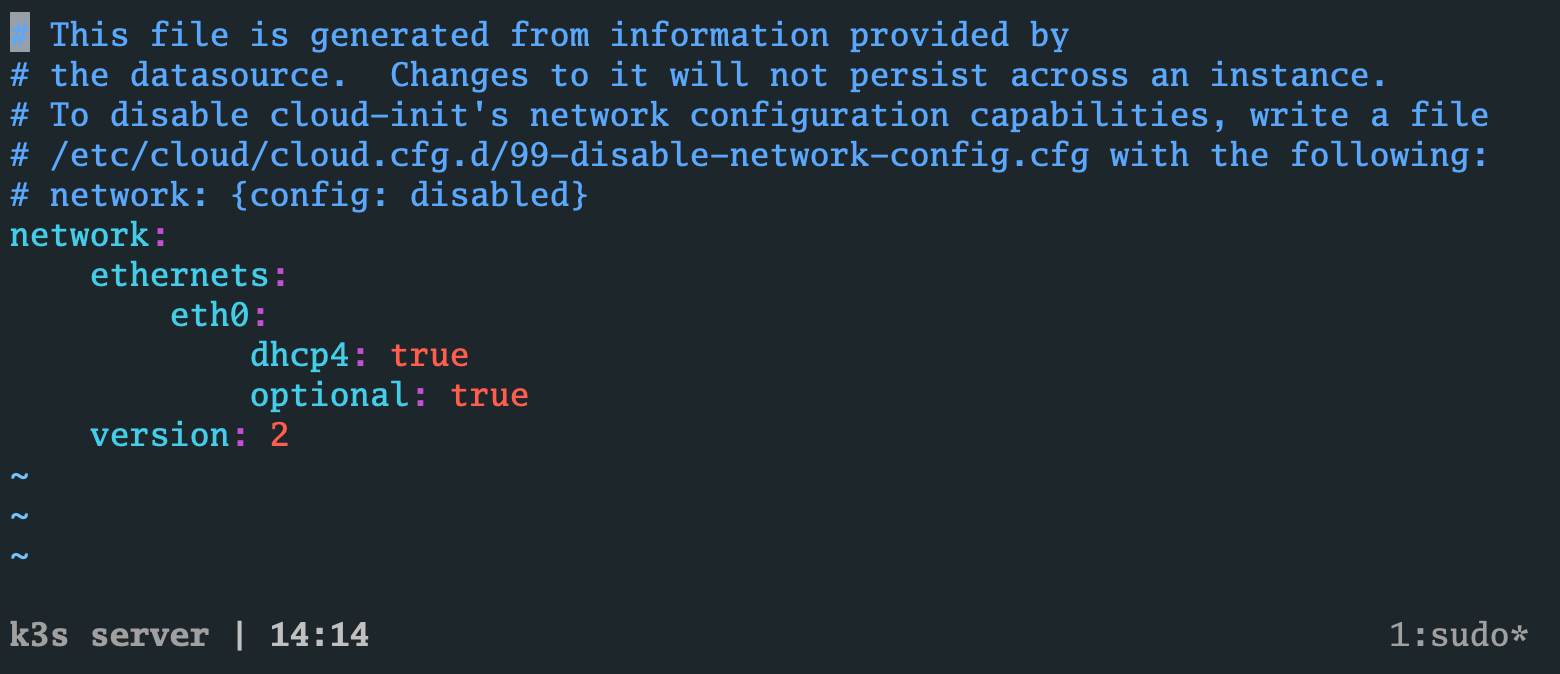 # This file is generated from information provided by
# the datasource.  Changes to it will not persist across an instance.
# To disable cloud-init's network configuration capabilities, write a file
# /etc/cloud/cloud.cfg.d/99-disable-network-config.cfg with the following:
# network: {config: disabled}
network:
    ethernets:
        eth0:
            dhcp4: true
            optional: true
    version: 2
~
~
~
k3s server | 14:14 1:sudo*